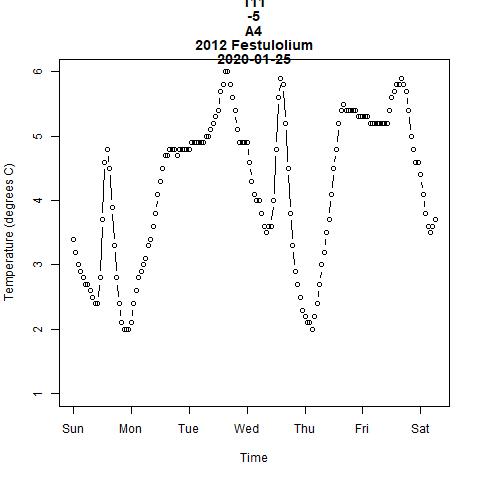 T11
-5
A4
2012 Festulolium
2020-01-25
6
5
4
3
2
1
Temperature (degrees C)
Sun Mon Tue Wed Thu Fri Sat
Time